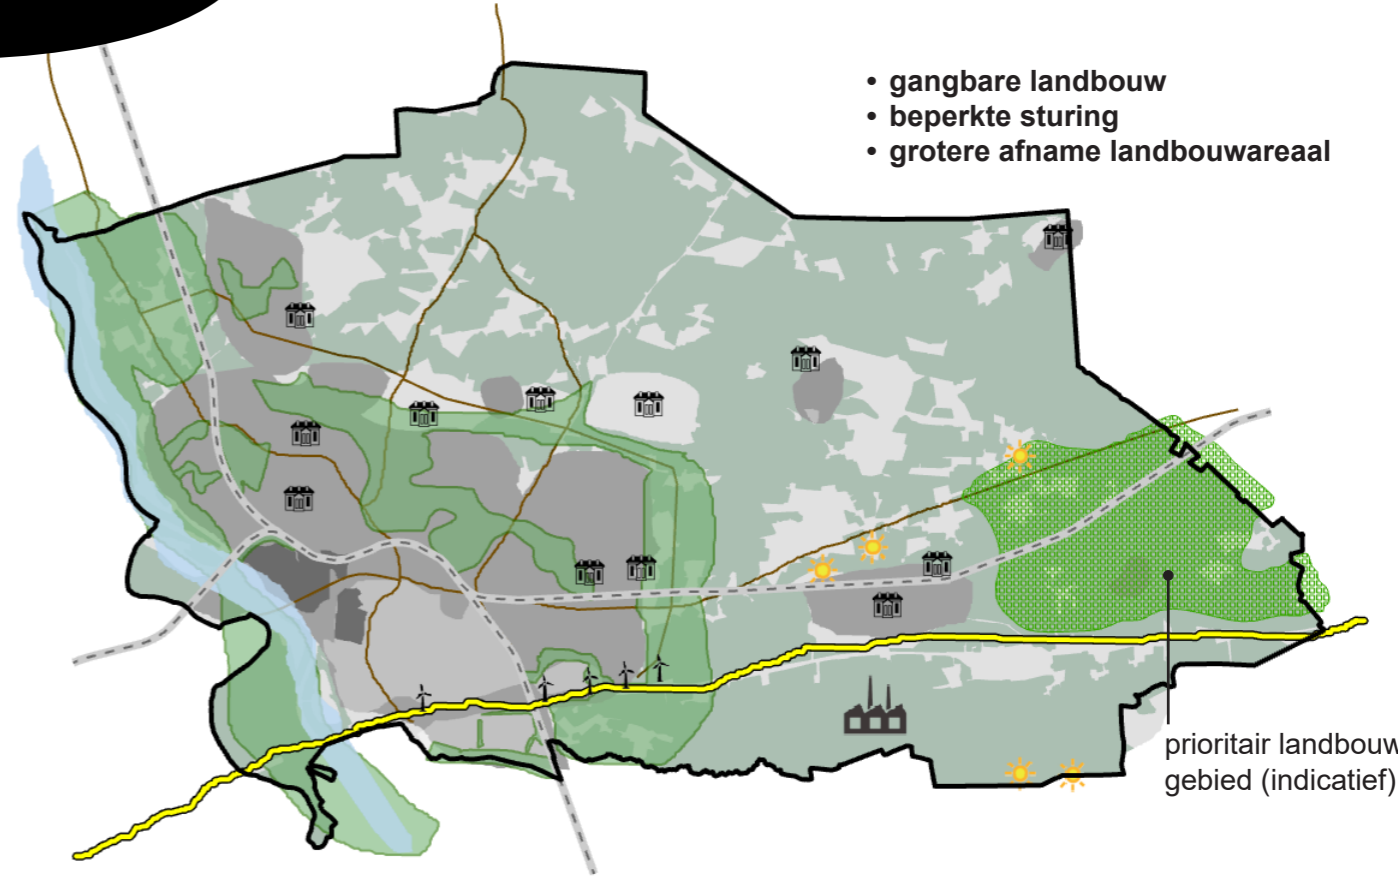 • gangbare landbouw
• beperkte sturing
• grotere afname landbouwareaal
prioritair landbouw
gebied (indicatief)